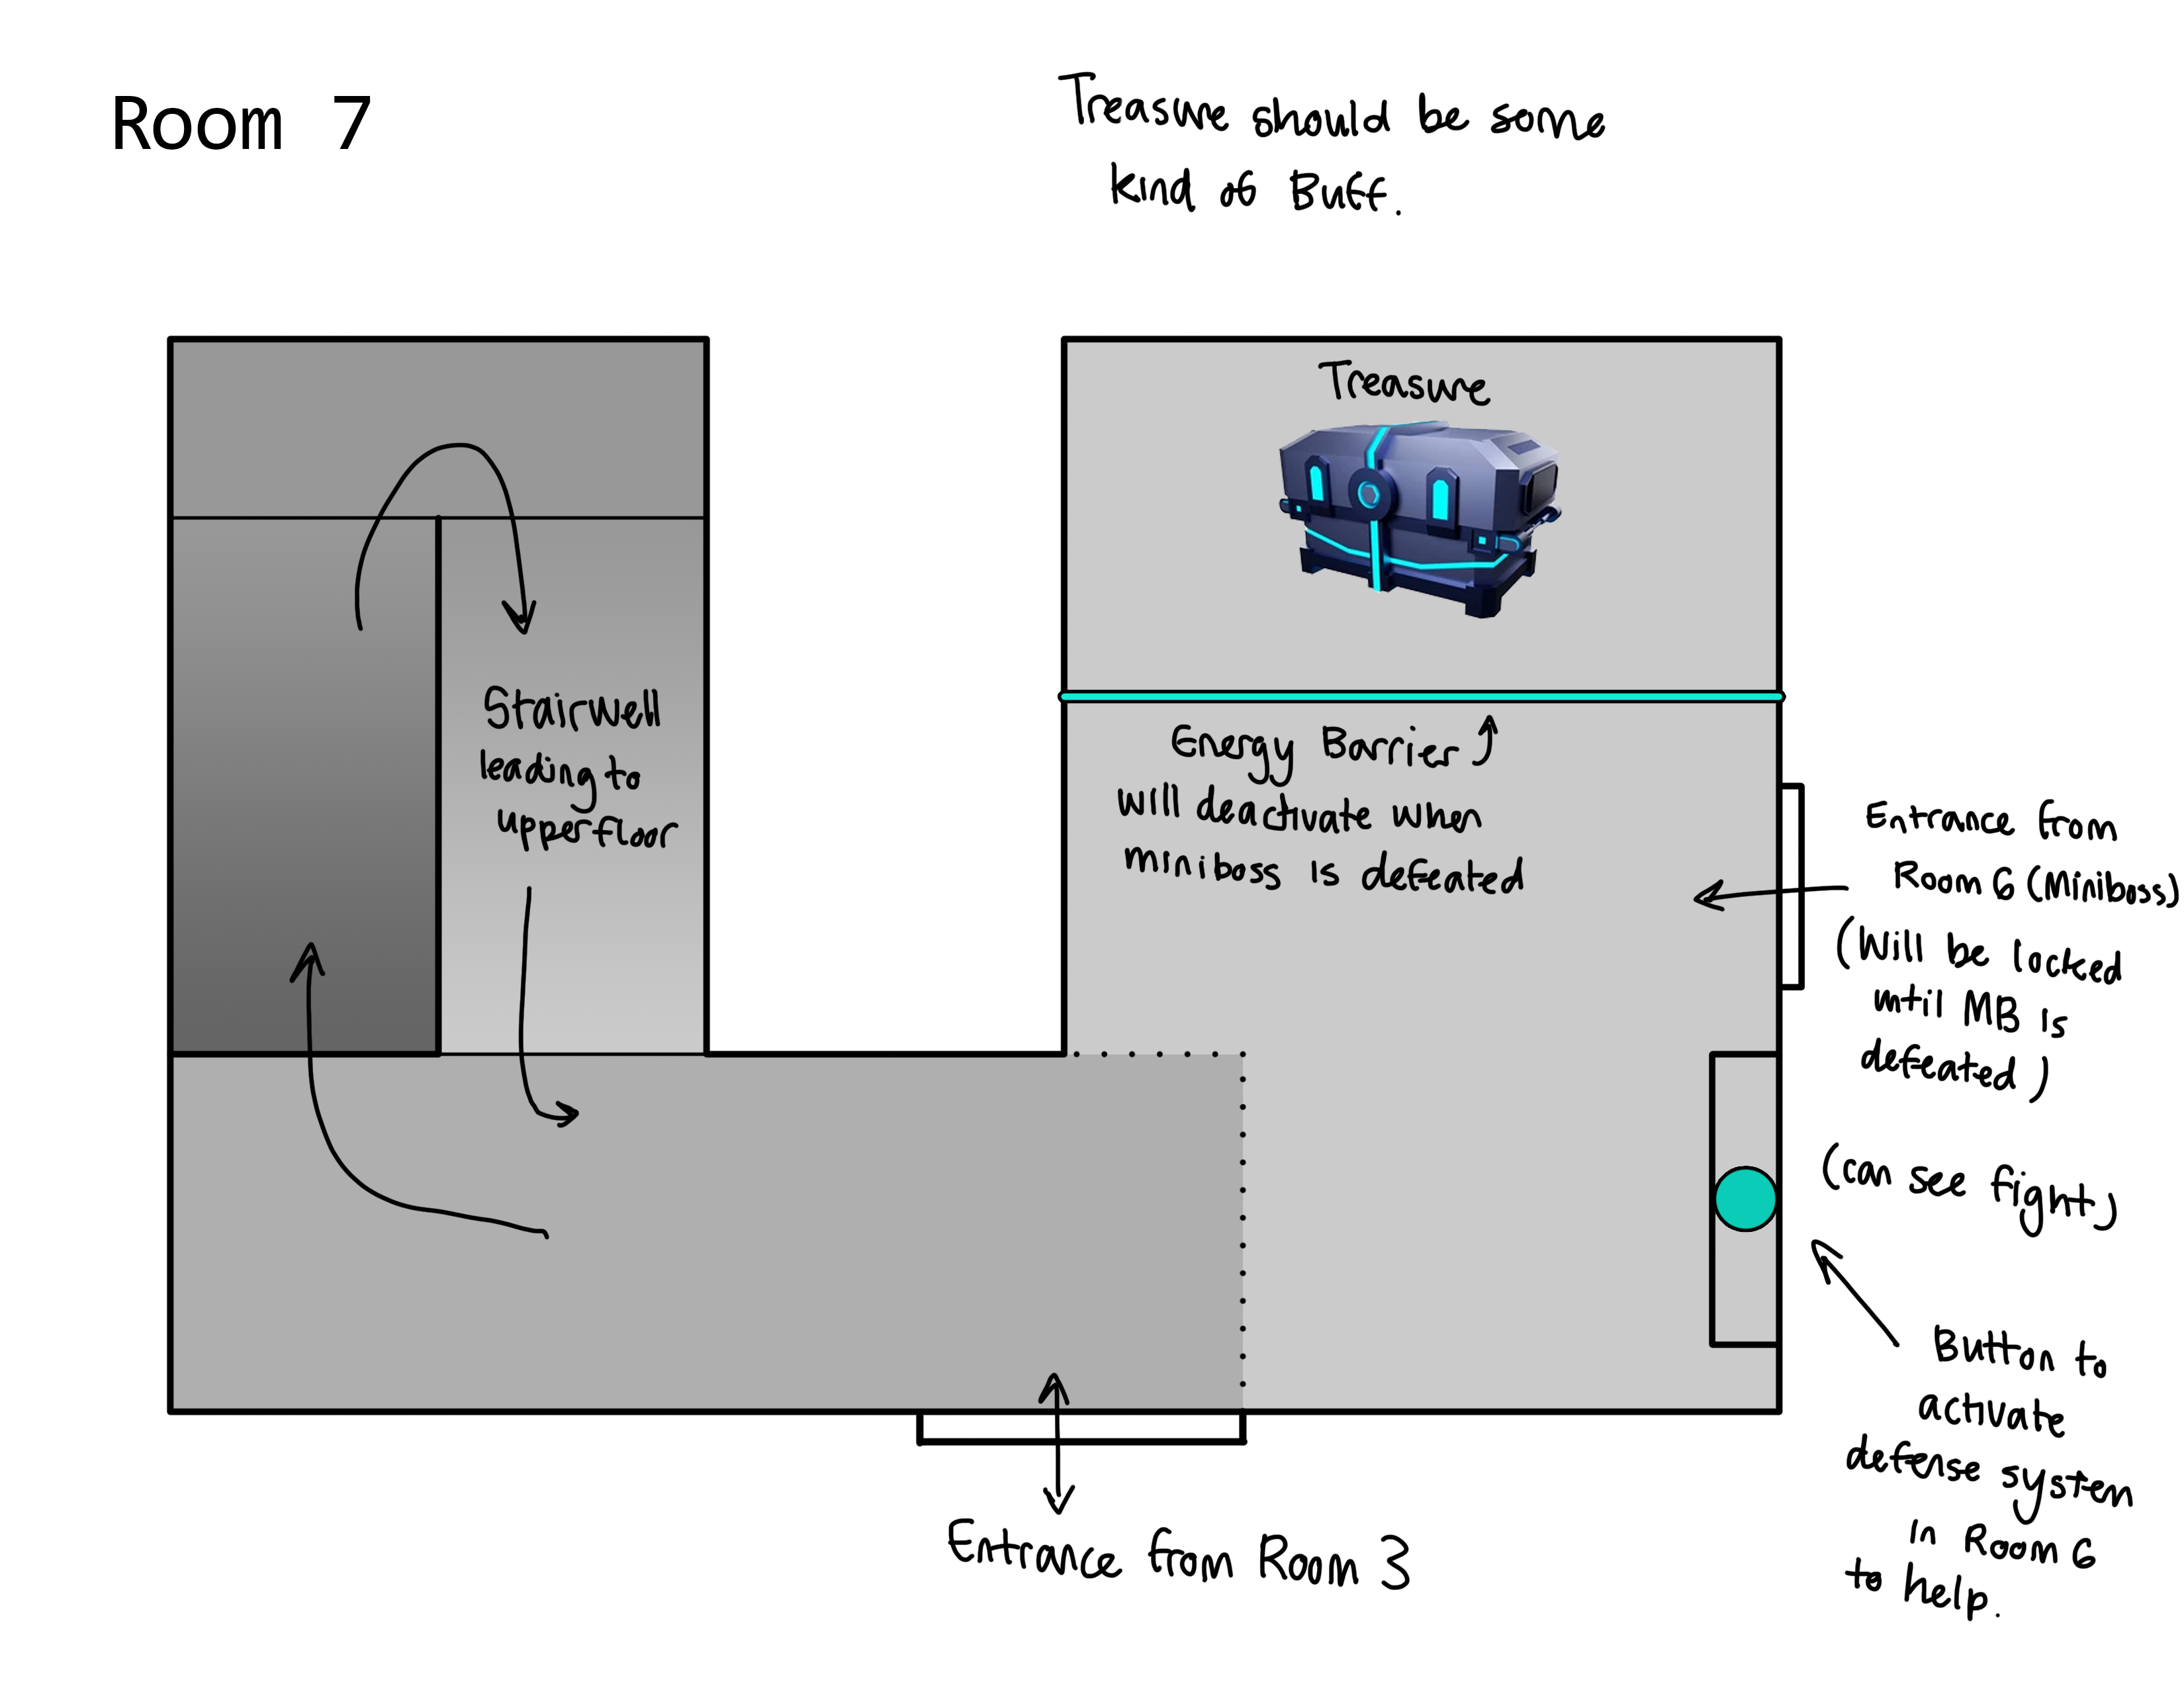 Room 7
Treasure should be some
kind of Buff.
Treasure
Stairwell
leading to
upperfloor
Energy Barrier
will deactivate when
miniboss is defeated
Entrance from
Room 6 (Miniboss)
(Will be locked
until MB is
defeated)
(can see fight)
Button to
activate
defense system
in Room 6
to help.
Entrance from Room 3